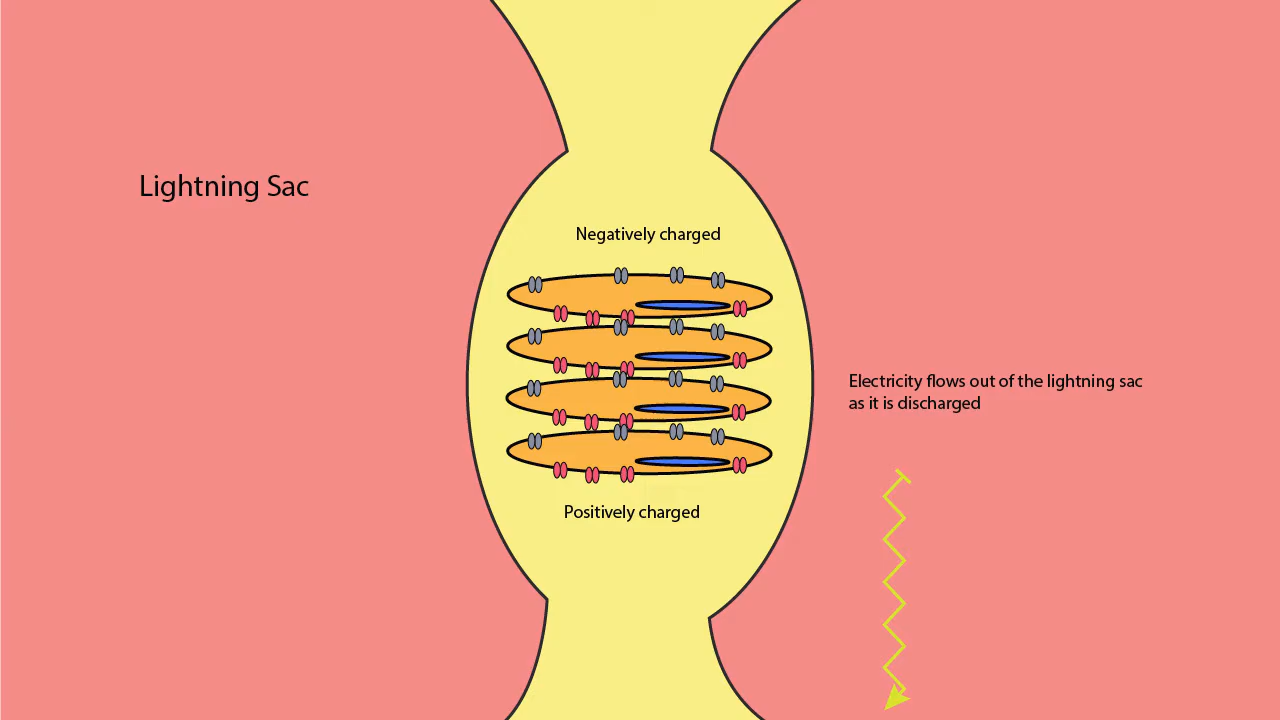 Lightning Sac
Negatively charged
Electricity flows out of the lightning sac
as it is discharged
Positively charged